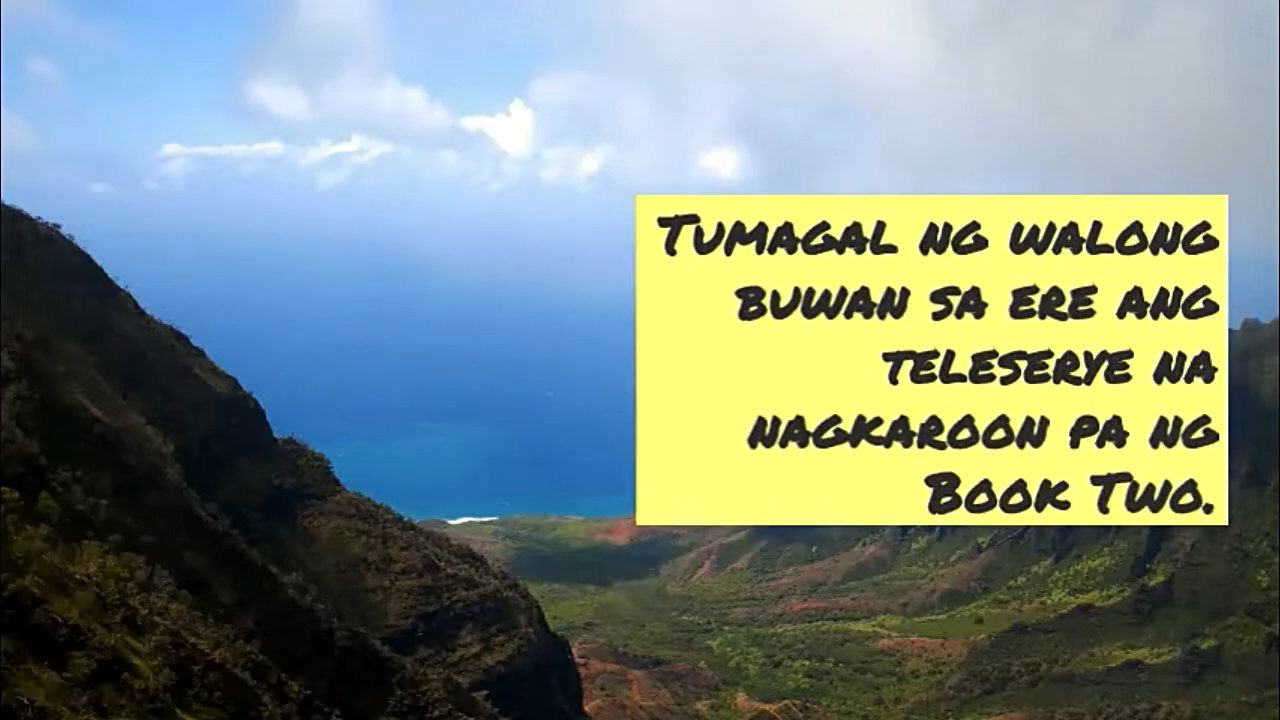 Tumagal ng walong
buwan sa ere ang
teleserye na
nagkaroon pa ng
Book Two.